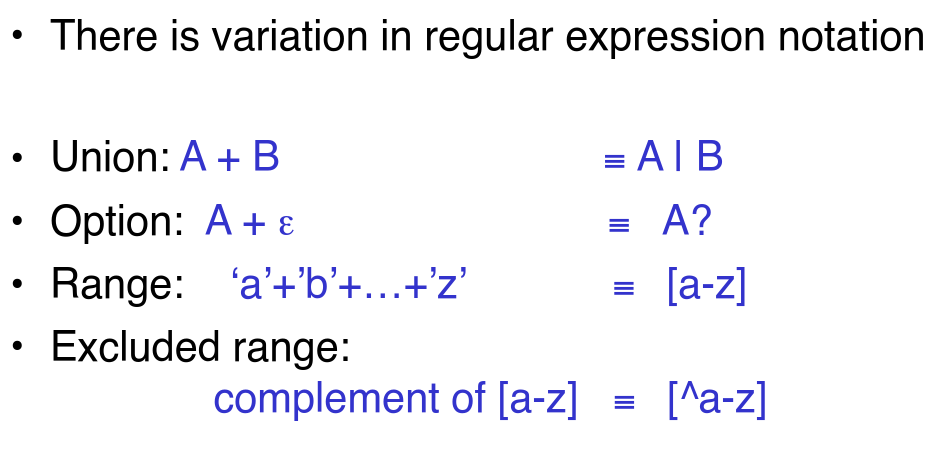 • There is variation in regular expression notation
• Union: A + B ≡ A | B
• Option: A + ε ≡ A?
• Range: ‘a’+’b’+…+’z’ ≡ [a-z]
• Excluded range:
complement of [a-z] ≡ [^a-z]